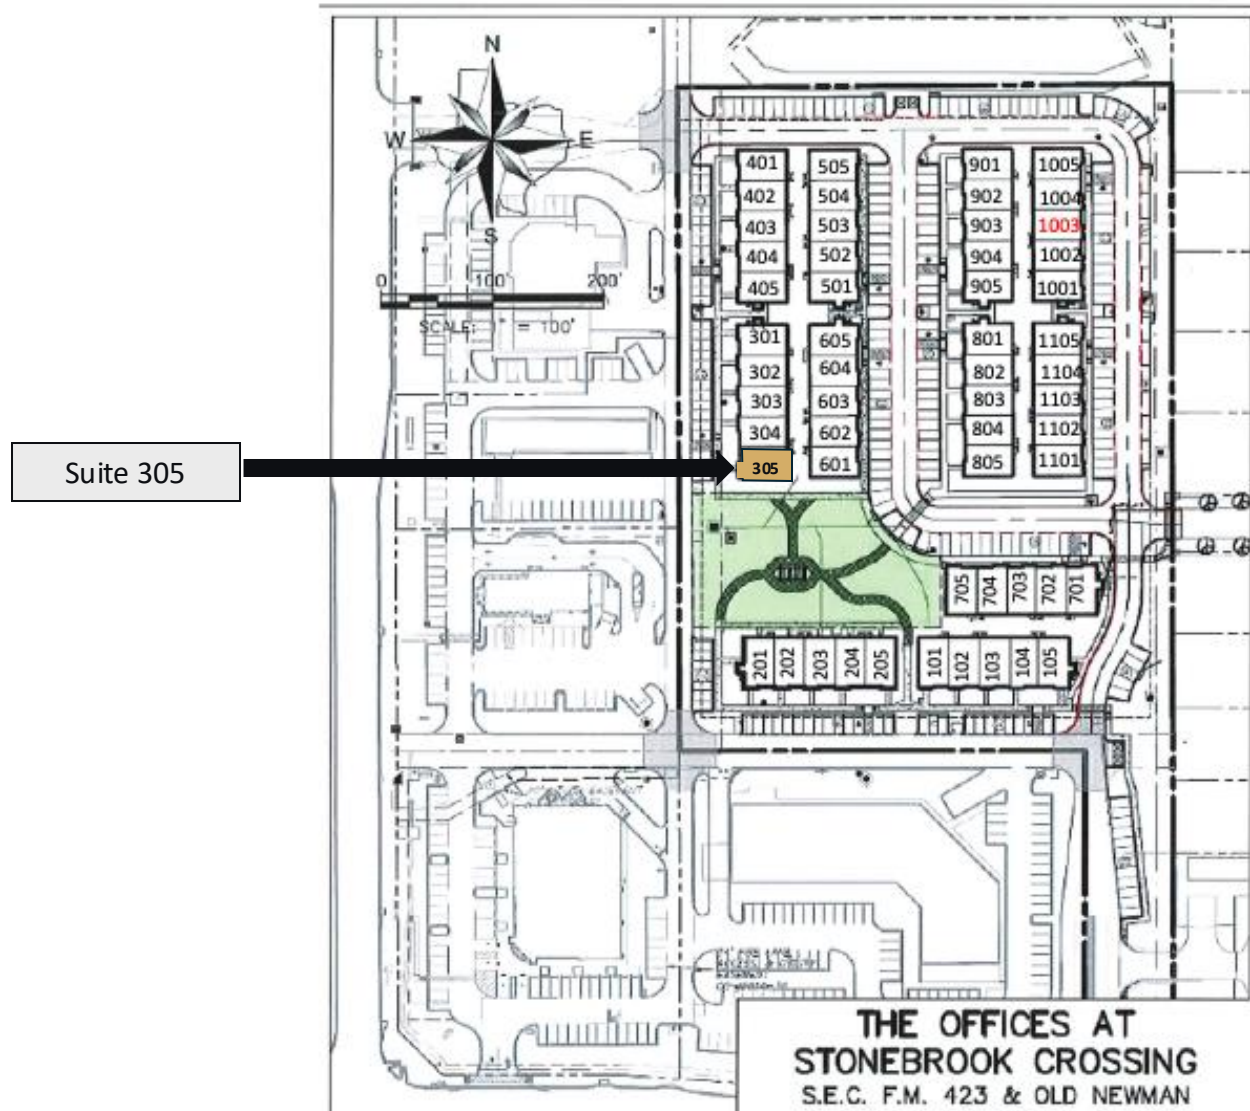 N
W E
S
0 100' 200'
SCALE: 1" = 100'
401 505 901 1005
402 504 902 1004
403 503 903 1003
404 502 904 1002
405 501 905 1001
301 605 801 1105
302 604 802 1104
303 603 803 1103
304 602 804 1102
305 601 805 1101
Suite 305
705 704 703 702 701
201 202 203 204 205 101 102 103 104 105
THE OFFICES AT
STONEBROOK CROSSING
S.E.C. F.M. 423 & OLD NEWMAN